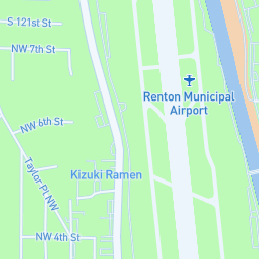 S 121st St
NW 7th St
Renton Municipal
Airport
NW 6th St
Taylor Pl NW
Kizuki Ramen
NW 4th St